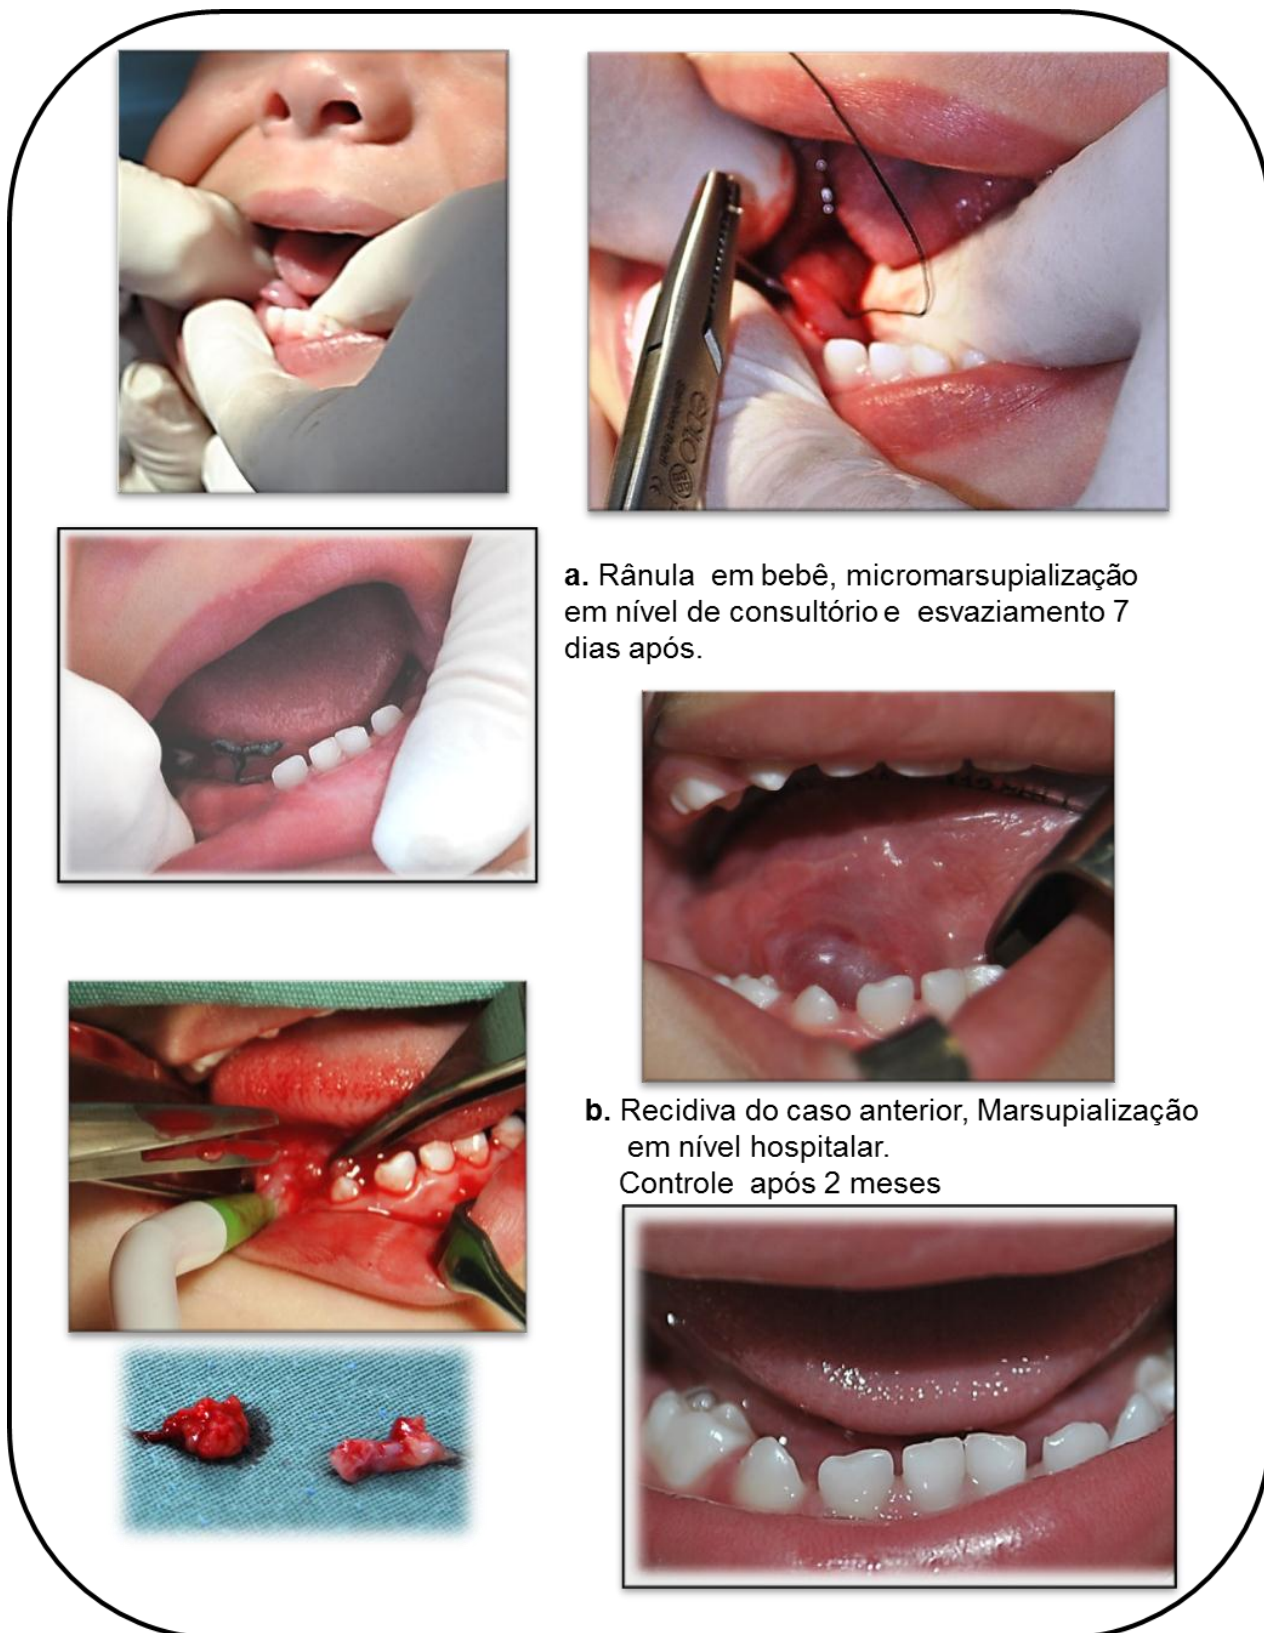 a. Rânula em bebê, micromarsupialização
em nível de consultório e esvaziamento 7
dias após.
b. Recidiva do caso anterior, Marsupialização
em nível hospitalar.
Controle após 2 meses